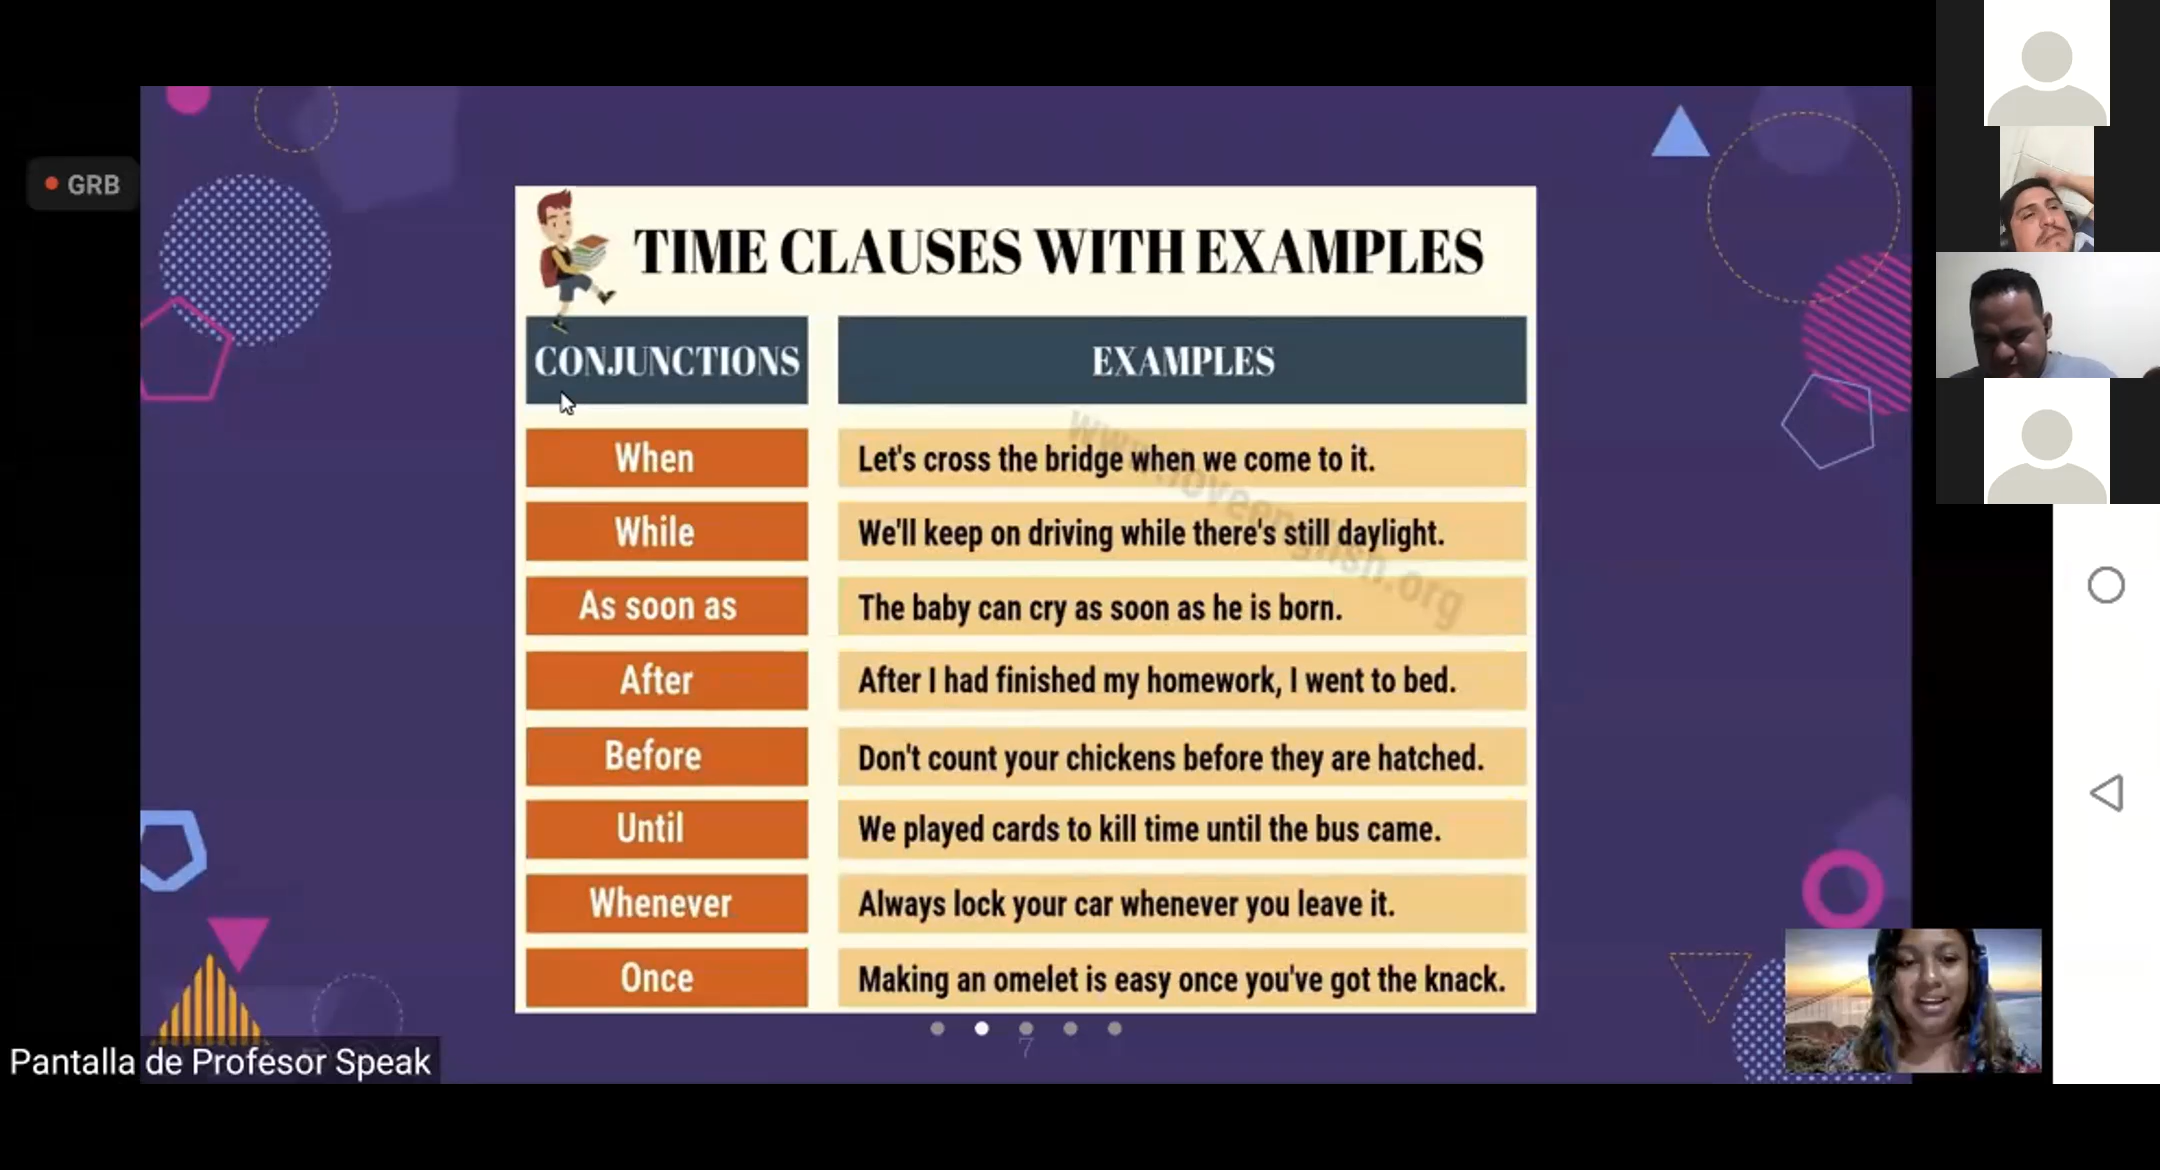 GRB
TIME CLAUSES WITH EXAMPLES
CONJUNCTIONS
EXAMPLES
When
Let's cross the bridge when we come to it.
While
We'll keep on driving while there's still daylight.
As soon as
The baby can cry as soon as he is born.
After
After I had finished my homework, I went to bed.
Before
Don't count your chickens before they are hatched.
Until
We played cards to kill time until the bus came.
Whenever
Always lock your car whenever you leave it.
Once
Making an omelet is easy once you've got the knack.
www.loveenglish.org
7
Pantalla de Profesor Speak